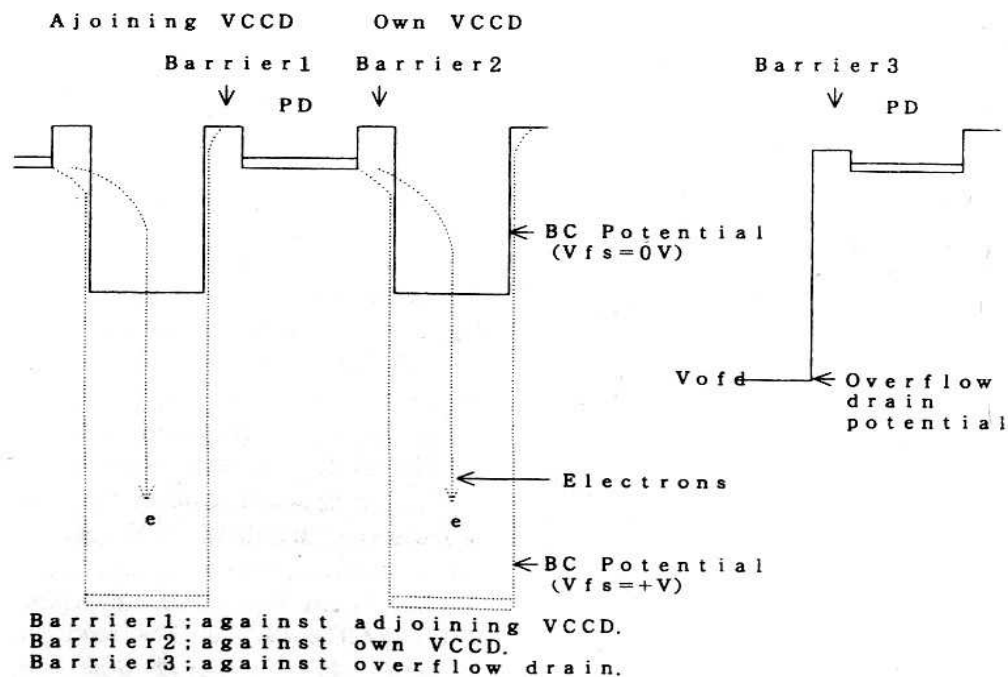 Ajoining VCCD
Own VCCD
Barrier1
Barrier2
Barrier3
PD
PD
BC Potential
(Vfs=0V)
Vofd
Overflow
drain
potential
Electrons
e
e
BC Potential
(Vfs=+V)
Barrier1;against adjoining VCCD.
Barrier2;against own VCCD.
Barrier3;against overflow drain.